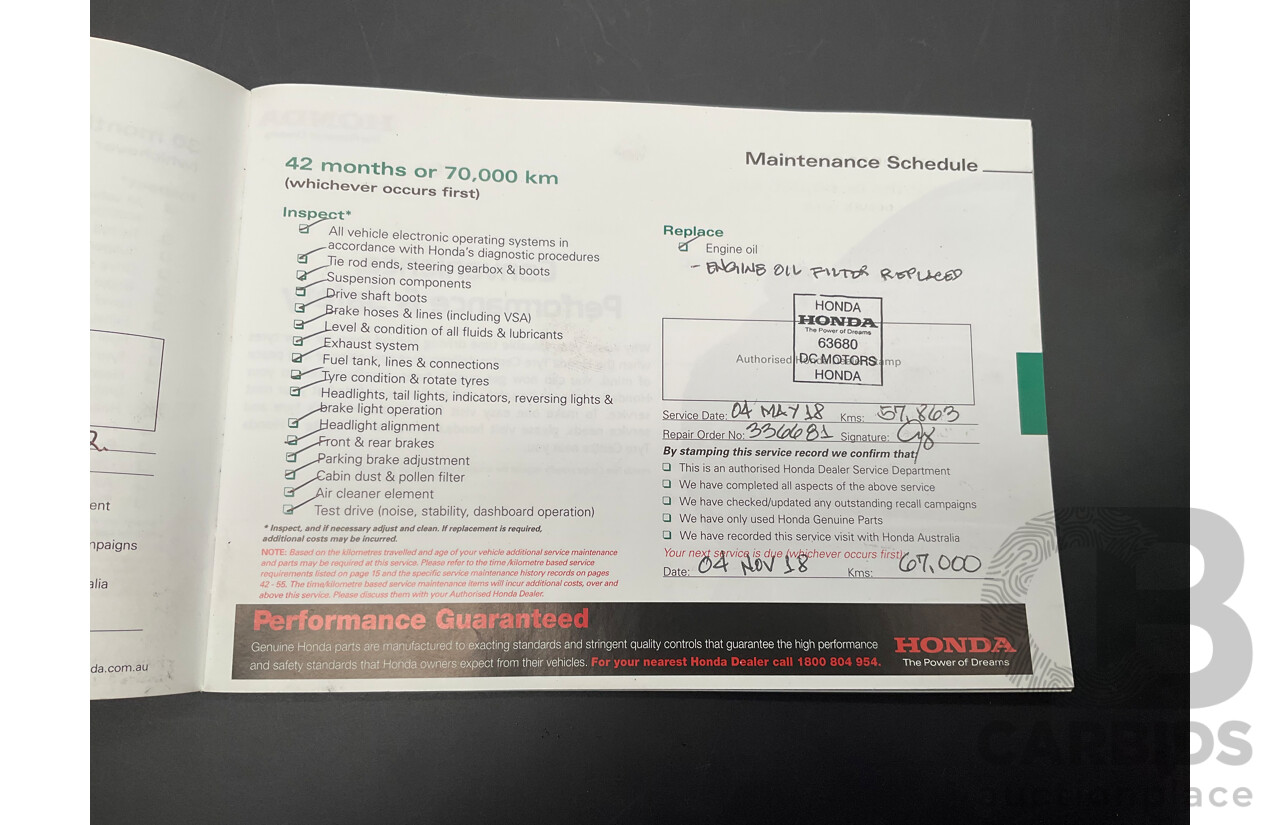 42 months or 70,000 km
(whichever occurs first)
Inspect*
All vehicle electronic operating systems in
accordance with Honda's diagnostic procedures
Tie rod ends, steering gearbox & boots
Suspension components
Drive shaft boots
Brake hoses & lines (including VSA)
Level & condition of all fluids & lubricants
Exhaust system
Fuel tank, lines & connections
Tyre condition & rotate tyres
Headlights, tail lights, indicators, reversing lights &
brake light operation
Headlight alignment
Front & rear brakes
Parking brake adjustment
Cabin dust & pollen filter
Air cleaner element
Test drive (noise, stability, dashboard operation)
* Inspect, and if necessary adjust and clean. If replacement is required,
additional costs may be incurred.
NOTE: Based on the kilometres travelled and age of your vehicle additional service maintenance
and parts may be required at this service. Please refer to the time /kilometre based service
requirements listed on page 15 and the specific service maintenance history records on pages
42 - 55. The time/kilometre based service maintenance items will incur additional costs, over and
above this service. Please discuss them with your Authorised Honda Dealer.
Maintenance Schedule
Replace
Engine oil
- ENGINE OIL FILTER REPLACED
HONDA
HONDA
The Power of Dreams
63680
DC MOTORS
HONDA
Authorised
Service Date: 04 MAY 18 Kms: 57,863
Repair Order No: 336681 Signature:
By stamping this service record we confirm that:
This is an authorised Honda Dealer Service Department
We have completed all aspects of the above service
We have checked/updated any outstanding recall campaigns
We have only used Honda Genuine Parts
We have recorded this service visit with Honda Australia
Your next service is due (whichever occurs first)
Date: 04 NOV 18 Kms: 67,000
Performance Guaranteed
Genuine Honda parts are manufactured to exacting standards and stringent quality controls that guarantee the high performance
and safety standards that Honda owners expect from their vehicles. For your nearest Honda Dealer call 1800 804 954.
HONDA
The Power of Dreams
ent
npaigns
alia
da.com.au
CARBIDS
auctionplace